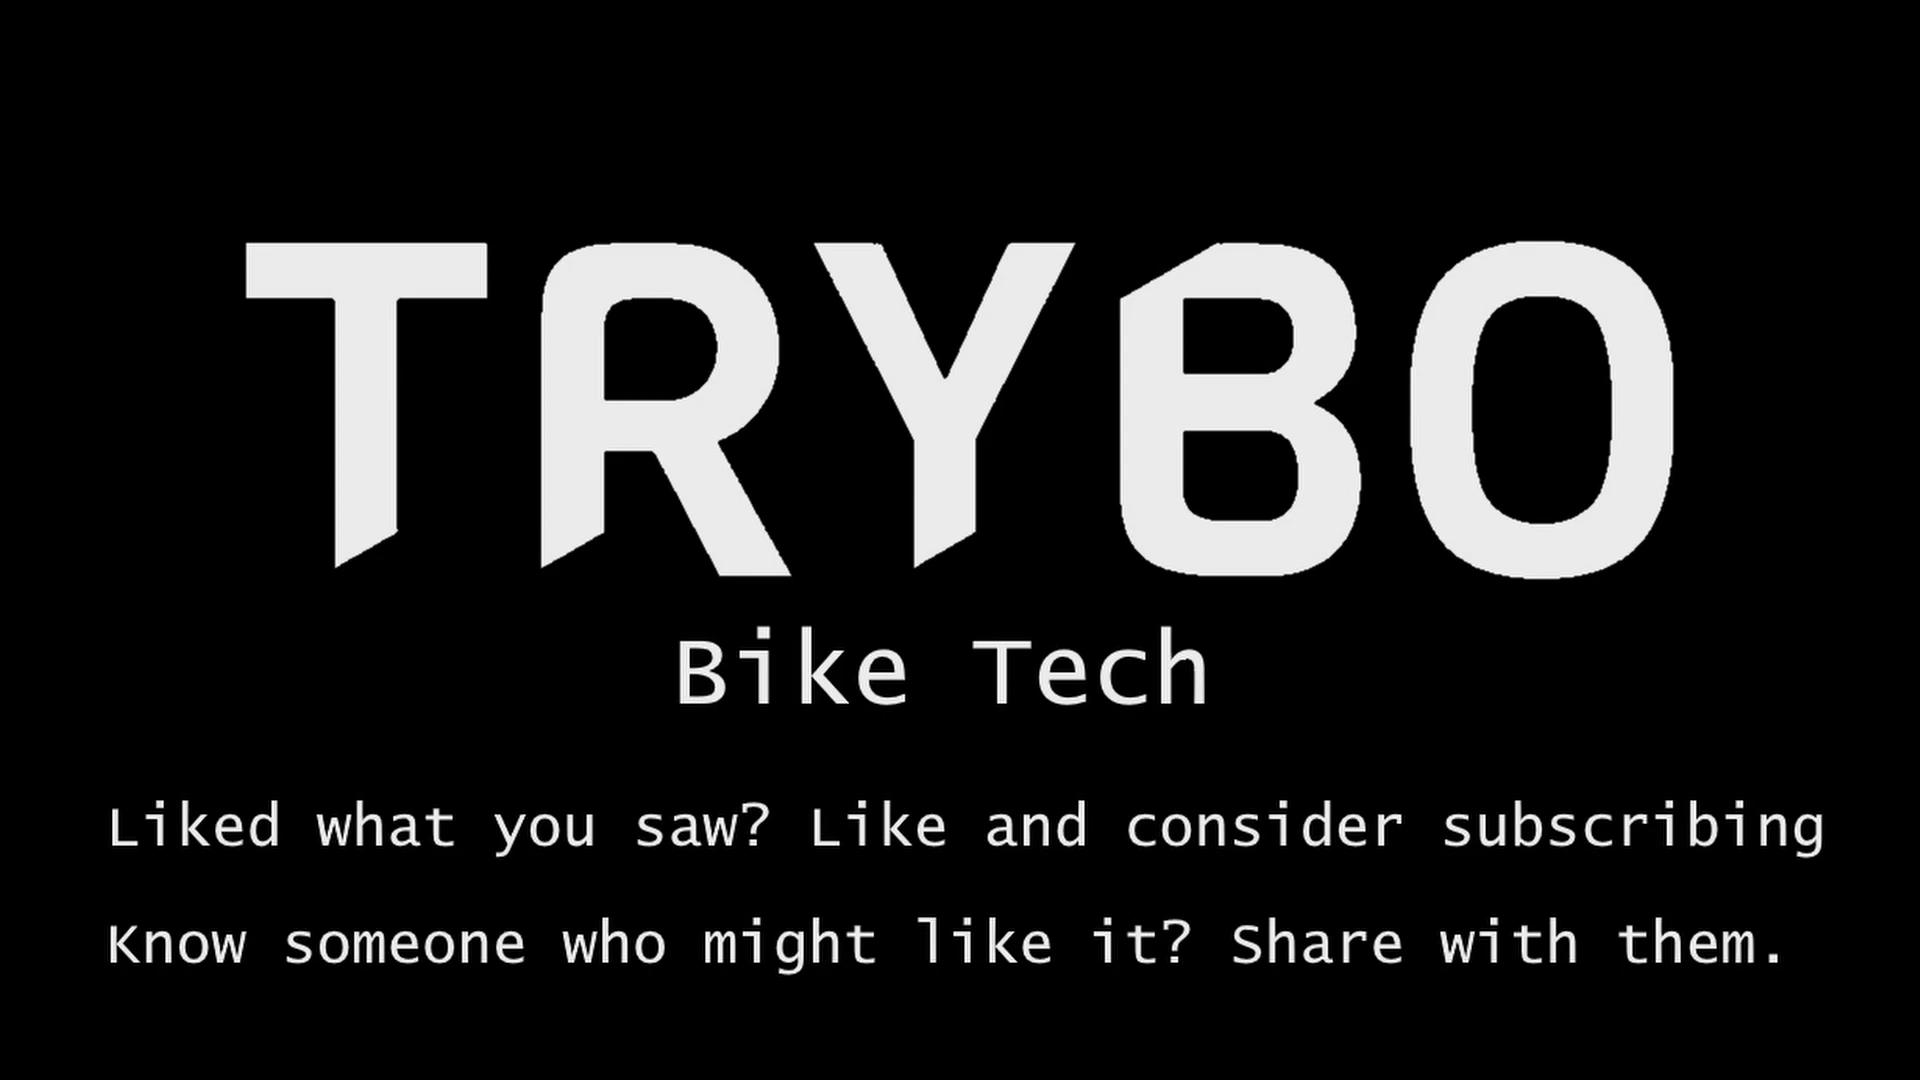 TRYBO
Bike Tech
Liked what you saw? Like and consider subscribing
Know someone who might like it? Share with them.